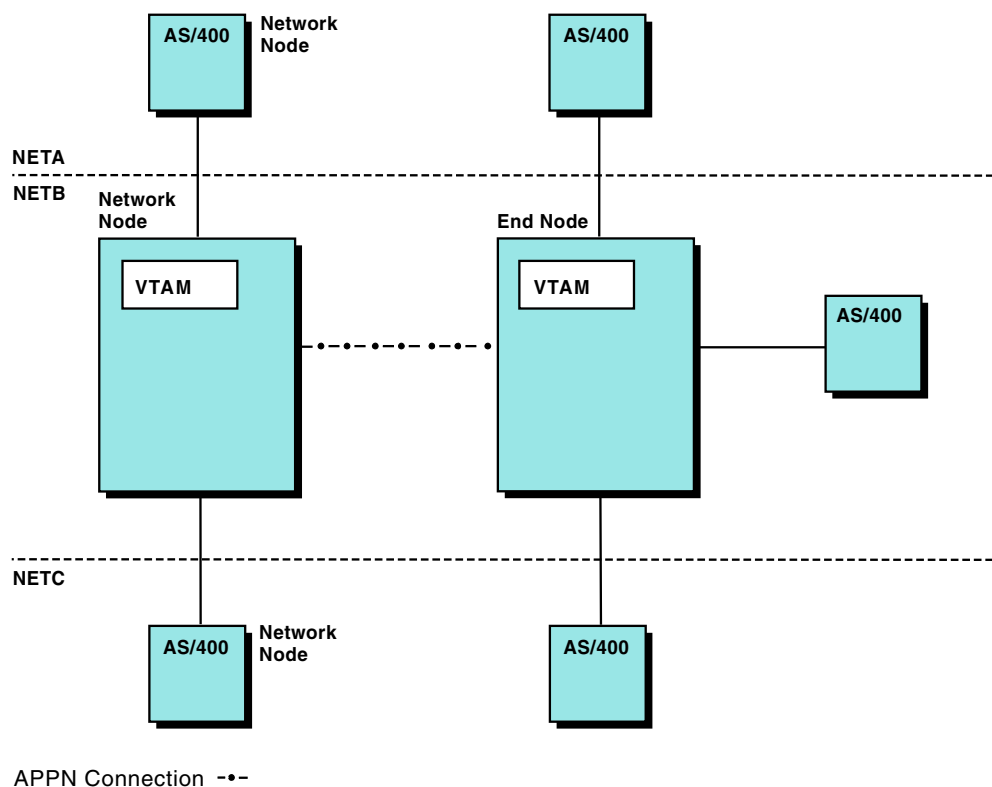 AS/400
Network
Node
AS/400
NETA
NETB
Network
Node
End Node
VTAM
VTAM
AS/400
NETC
AS/400
Network
Node
AS/400
APPN Connection